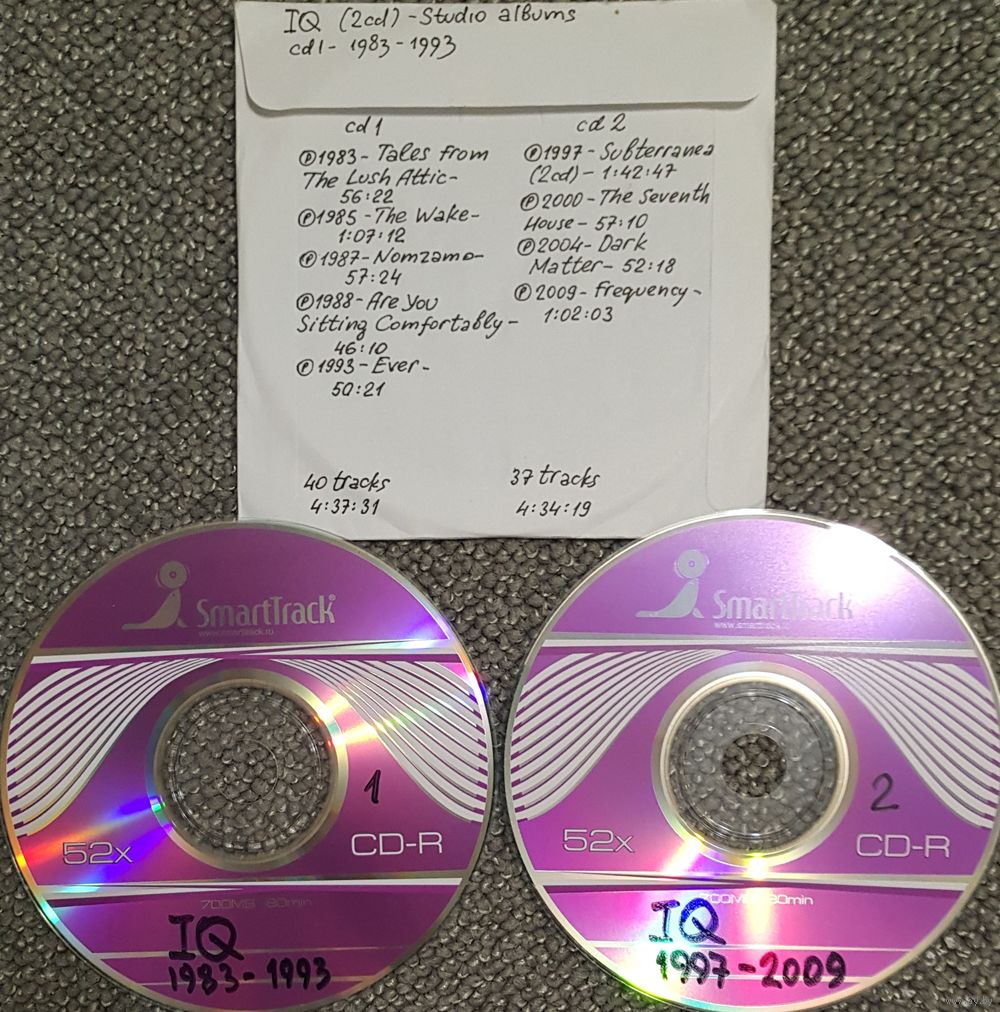 IQ (2cd) - Studio albums
cd1 - 1983 - 1993
cd 1
℗1983 - Tales from
The Lush Attic -
56:22
℗1985 - The Wake -
1:07:12
℗1987 - Nomzamo -
57:24
℗1988 - Are You
Sitting Comfortably -
46:10
℗1993 - Ever -
50:21
40 tracks
4:37:31
cd 2
℗1997 - Subterranea
(2cd) - 1:42:47
℗2000 - The Seventh
House - 57:10
℗2004 - Dark
Matter - 52:18
℗2009 - Frequency -
1:02:03
37 tracks
4:34:19
SmartTrack®
www.smarttrack.ru
1
52x
CD-R
700MB 80min
IQ
1983 - 1993
SmartTrack
2
52x
CD-R
700MB 80min
IQ
1997 - 2009